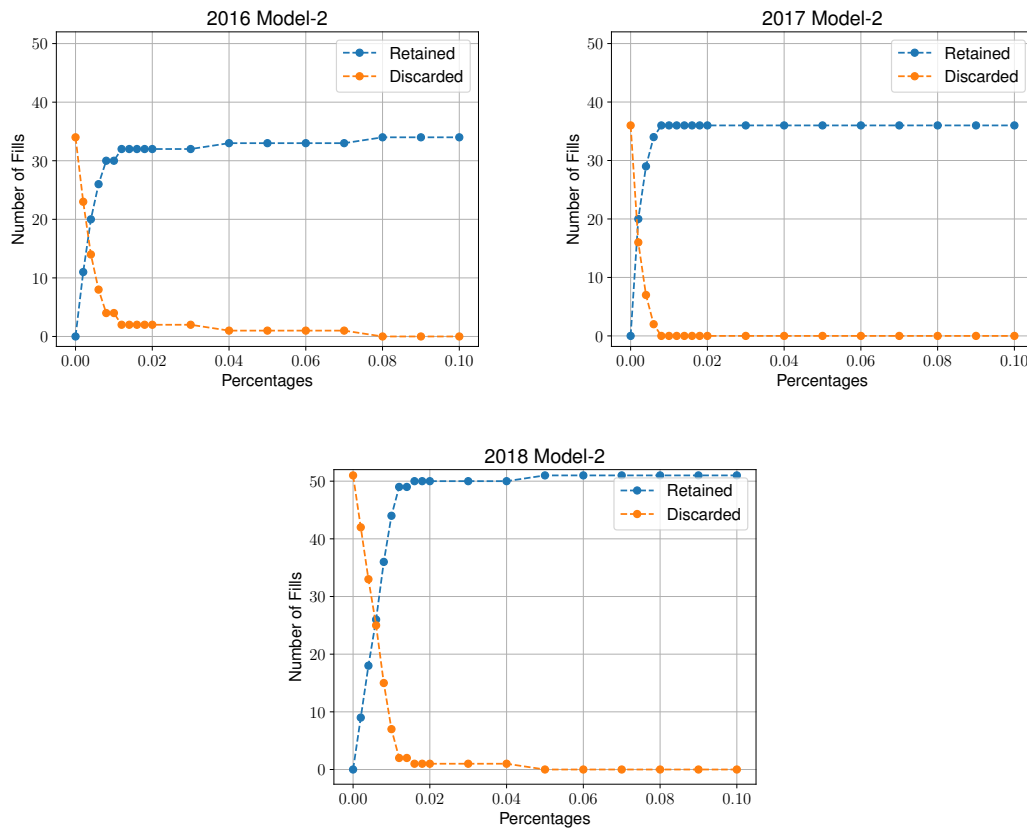 2016 Model-2
50
40
30
20
10
0
Number of Fills
Retained
Discarded
0.00 0.02 0.04 0.06 0.08 0.10
Percentages
2017 Model-2
50
40
30
20
10
0
Number of Fills
Retained
Discarded
0.00 0.02 0.04 0.06 0.08 0.10
Percentages
2018 Model-2
50
40
30
20
10
0
Number of Fills
Retained
Discarded
0.00 0.02 0.04 0.06 0.08 0.10
Percentages